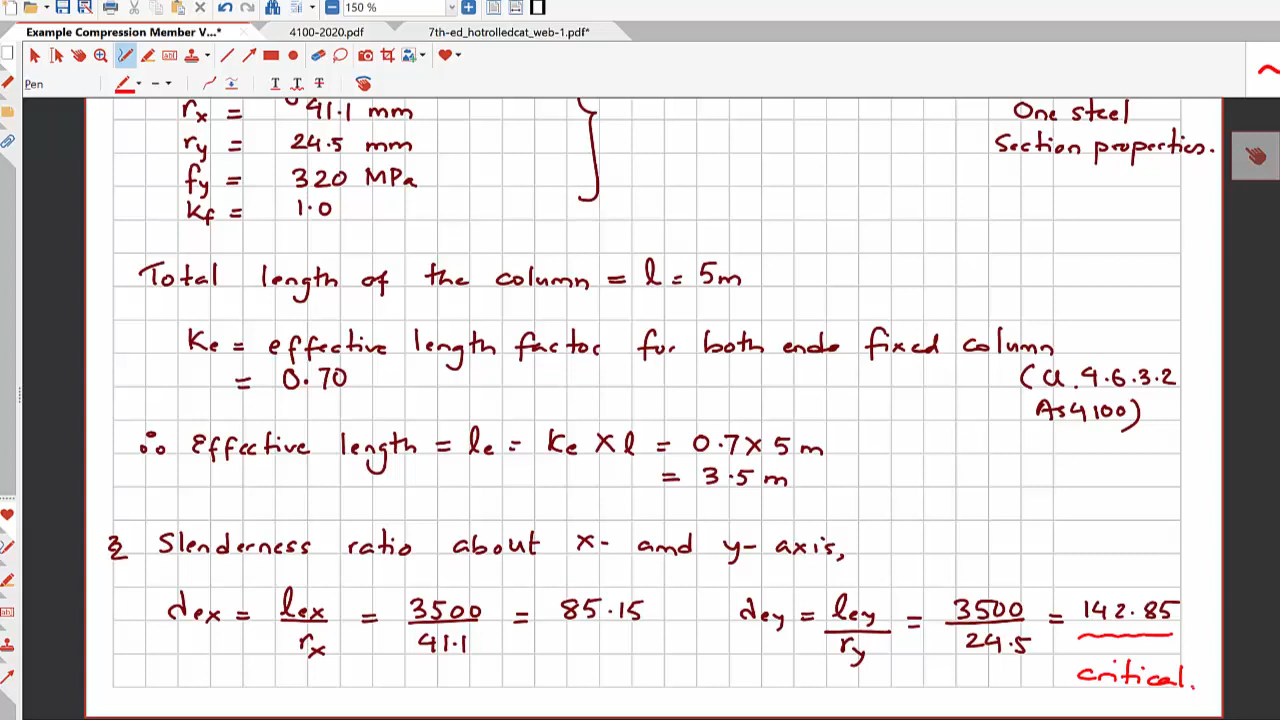 150 %
Example Compression Member V...* 4100-2020.pdf 7th-ed_hotrolledcat_web-1.pdf*
Pen
rx = 41.1 mm
ry = 24.5 mm
fy = 320 MPa
Kf = 1.0
One steel
Section properties.
Total length of the column = l = 5m
Ke = effective length factor for both ends fixed column
= 0.70
(Cl. 4.6.3.2
AS4100)
∴ Effective length = le = Ke X l = 0.7 X 5 m
= 3.5 m
Slenderness ratio about x- and y- axis,
dex = lex / rx = 3500 / 41.1 = 85.15 dey = ley / ry = 3500 / 24.5 = 142.85
critical.